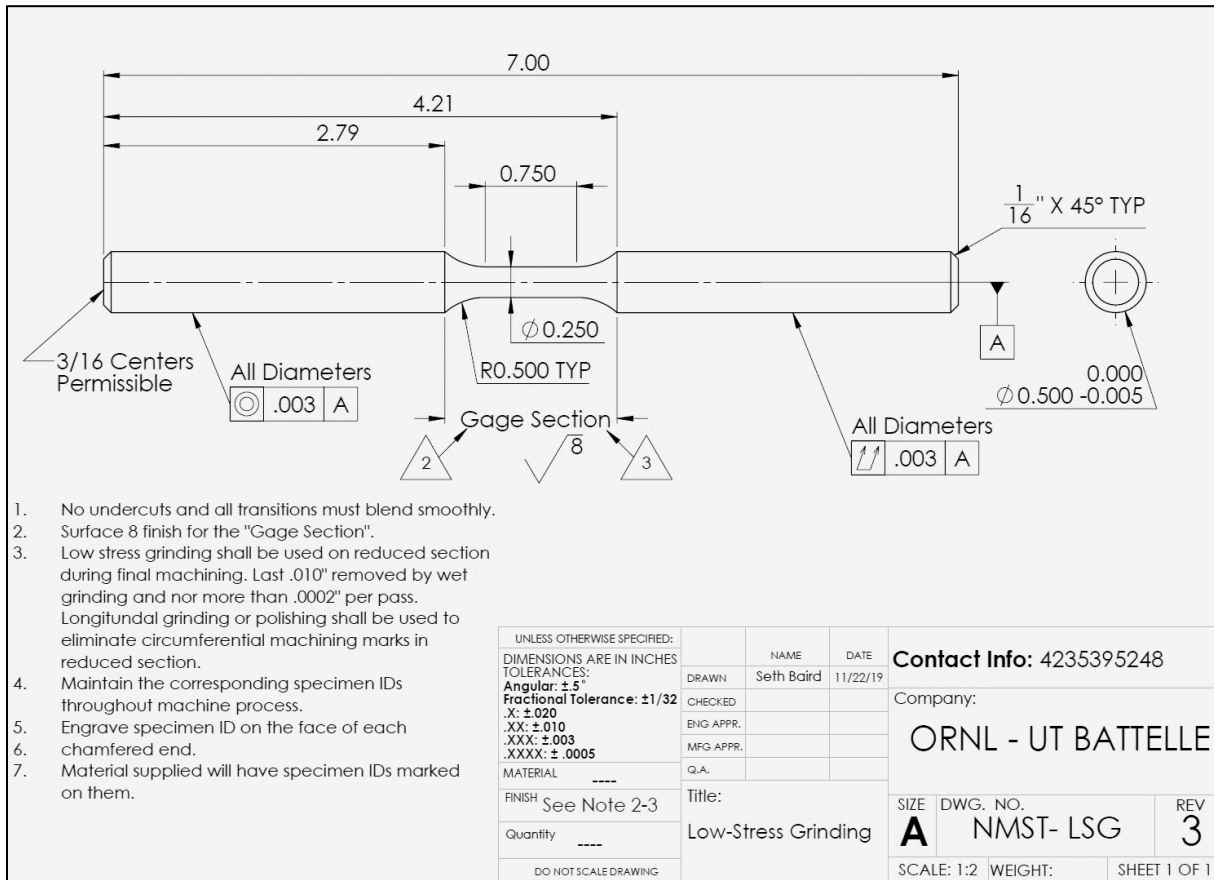 7.00
4.21
2.79
0.750
1/16" X 45° TYP
Ø0.250
R0.500 TYP
3/16 Centers
Permissible
All Diameters
.003 A
Gage Section
8
2
3
A
0.000
Ø0.500 -0.005
All Diameters
.003 A
1. No undercuts and all transitions must blend smoothly.
2. Surface 8 finish for the "Gage Section".
3. Low stress grinding shall be used on reduced section
during final machining. Last .010" removed by wet
grinding and nor more than .0002" per pass.
Longitundal grinding or polishing shall be used to
eliminate circumferential machining marks in
reduced section.
4. Maintain the corresponding specimen IDs
throughout machine process.
5. Engrave specimen ID on the face of each
6. chamfered end.
7. Material supplied will have specimen IDs marked
on them.
UNLESS OTHERWISE SPECIFIED:
DIMENSIONS ARE IN INCHES
TOLERANCES:
Angular: ±.5°
Fractional Tolerance: ±1/32
.X: ±.020
.XX: ±.010
.XXX: ±.003
.XXXX: ± .0005
MATERIAL ----
FINISH See Note 2-3
Quantity ----
DO NOT SCALE DRAWING
NAME DATE
DRAWN Seth Baird 11/22/19
CHECKED
ENG APPR.
MFG APPR.
Q.A.
Title:
Low-Stress Grinding
Contact Info: 4235395248
Company:
ORNL - UT BATTELLE
SIZE DWG. NO. REV
A NMST- LSG 3
SCALE: 1:2 WEIGHT: SHEET 1 OF 1